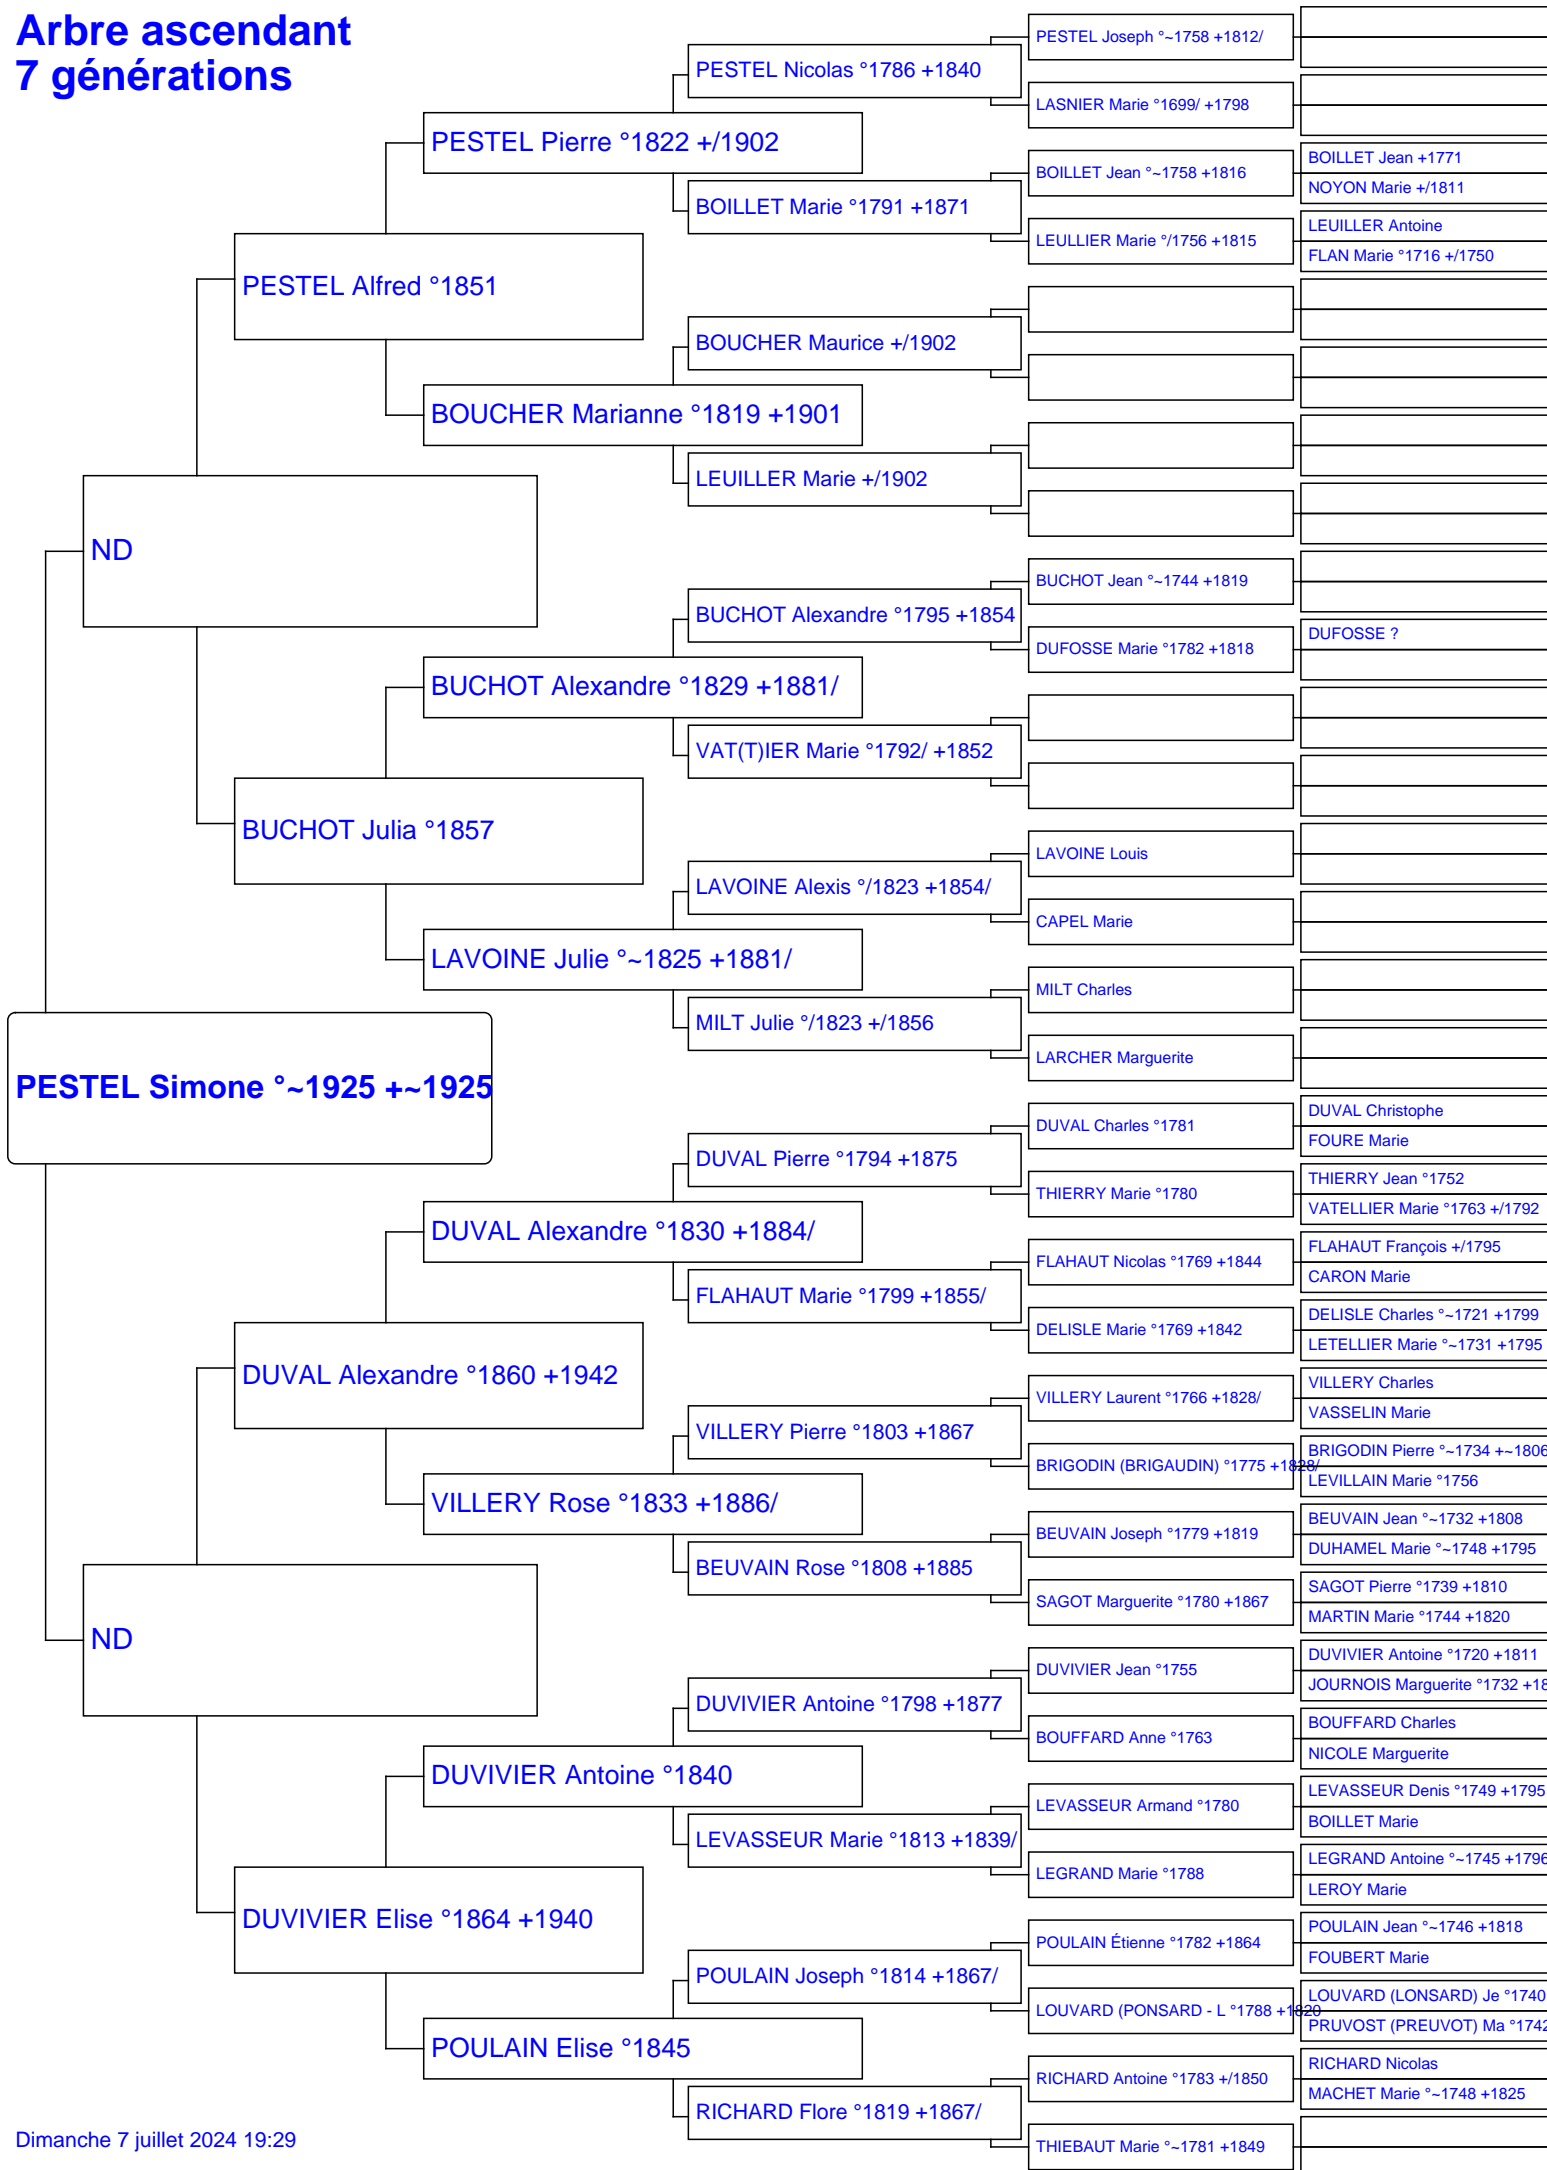 Arbre ascendant
7 générations
PESTEL Simone °~1925 +~1925
ND
ND
PESTEL Alfred °1851
BUCHOT Julia °1857
DUVAL Alexandre °1860 +1942
DUVIVIER Elise °1864 +1940
PESTEL Pierre °1822 +/1902
BOUCHER Marianne °1819 +1901
BUCHOT Alexandre °1829 +1881/
LAVOINE Julie °~1825 +1881/
DUVAL Alexandre °1830 +1884/
VILLERY Rose °1833 +1886/
DUVIVIER Antoine °1840
POULAIN Elise °1845
PESTEL Nicolas °1786 +1840
BOILLET Marie °1791 +1871
BOUCHER Maurice +/1902
LEUILLER Marie +/1902
BUCHOT Alexandre °1795 +1854
VAT(T)IER Marie °1792/ +1852
LAVOINE Alexis °/1823 +1854/
MILT Julie °/1823 +/1856
DUVAL Pierre °1794 +1875
FLAHAUT Marie °1799 +1855/
VILLERY Pierre °1803 +1867
BEUVAIN Rose °1808 +1885
DUVIVIER Antoine °1798 +1877
LEVASSEUR Marie °1813 +1839/
POULAIN Joseph °1814 +1867/
RICHARD Flore °1819 +1867/
PESTEL Joseph °~1758 +1812/
LASNIER Marie °1699/ +1798
BOILLET Jean °~1758 +1816
LEULLIER Marie °/1756 +1815
BUCHOT Jean °~1744 +1819
DUFOSSE Marie °1782 +1818
LAVOINE Louis
CAPEL Marie
MILT Charles
LARCHER Marguerite
DUVAL Charles °1781
THIERRY Marie °1780
FLAHAUT Nicolas °1769 +1844
DELISLE Marie °1769 +1842
VILLERY Laurent °1766 +1828/
BRIGODIN (BRIGAUDIN) °1775 +1828/
BEUVAIN Joseph °1779 +1819
SAGOT Marguerite °1780 +1867
DUVIVIER Jean °1755
BOUFFARD Anne °1763
LEVASSEUR Armand °1780
LEGRAND Marie °1788
POULAIN Étienne °1782 +1864
LOUVARD (PONSARD - L °1788 +1820
RICHARD Antoine °1783 +/1850
THIEBAUT Marie °~1781 +1849
BOILLET Jean +1771
NOYON Marie +/1811
LEUILLER Antoine
FLAN Marie °1716 +/1750
DUFOSSE ?
DUVAL Christophe
FOURE Marie
THIERRY Jean °1752
VATELLIER Marie °1763 +/1792
FLAHAUT François +/1795
CARON Marie
DELISLE Charles °~1721 +1799
LETELLIER Marie °~1731 +1795
VILLERY Charles
VASSELIN Marie
BRIGODIN Pierre °~1734 +~1806
LEVILLAIN Marie °1756
BEUVAIN Jean °~1732 +1808
DUHAMEL Marie °~1748 +1795
SAGOT Pierre °1739 +1810
MARTIN Marie °1744 +1820
DUVIVIER Antoine °1720 +1811
JOURNOIS Marguerite °1732 +18
BOUFFARD Charles
NICOLE Marguerite
LEVASSEUR Denis °1749 +1795
BOILLET Marie
LEGRAND Antoine °~1745 +1796
LEROY Marie
POULAIN Jean °~1746 +1818
FOUBERT Marie
LOUVARD (LONSARD) Je °1740
PRUVOST (PREUVOT) Ma °1742
RICHARD Nicolas
MACHET Marie °~1748 +1825
Dimanche 7 juillet 2024 19:29